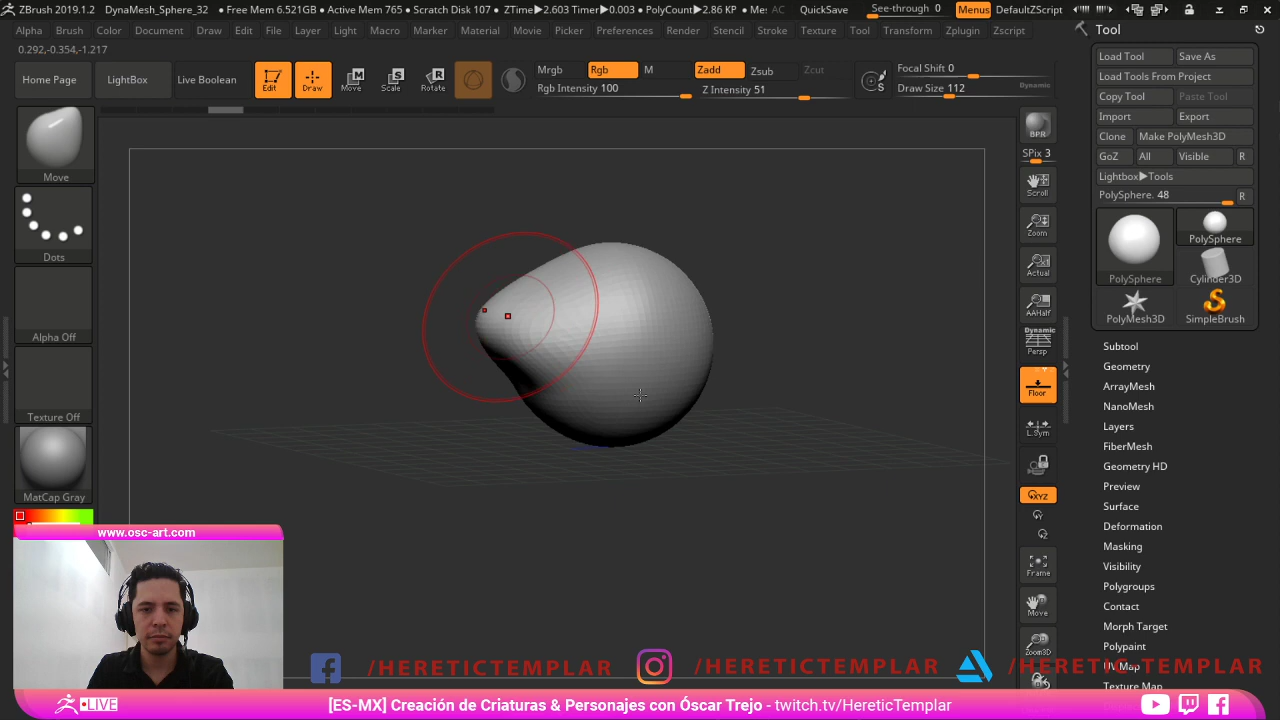 ZBrush 2019.1.2 DynaMesh_Sphere_32 • Free Mem 6.521GB • Active Mem 765 • Scratch Disk 107 • ZTime▶2.603 Timer▶0.003 • PolyCount▶2.86 KP • Me: AC QuickSave See-through 0 Menus DefaultZScript
Alpha Brush Color Document Draw Edit File Layer Light Macro Marker Material Movie Picker Preferences Render Stencil Stroke Texture Tool Transform Zplugin Zscript
Tool
0.292,-0.354,-1.217
Home Page LightBox Live Boolean Edit Draw Move Scale Rotate
Mrgb Rgb M Zadd Zsub Zcut
Rgb Intensity 100 Z Intensity 51
S
Focal Shift 0
Draw Size 112 Dynamic
Load Tool Save As
Load Tools From Project
Copy Tool Paste Tool
Import Export
Clone Make PolyMesh3D
GoZ All Visible R
Lightbox▶Tools
PolySphere. 48 R
PolySphere PolySphere
Cylinder3D
PolyMesh3D SimpleBrush
Subtool
Geometry
ArrayMesh
NanoMesh
Layers
FiberMesh
Geometry HD
Preview
Surface
Deformation
Masking
Visibility
Polygroups
Contact
Morph Target
Polypaint
UV Map
Texture Map
Move
Dots
Alpha Off
Texture Off
MatCap Gray
BPR
SPix 3
Scroll
Zoom
Actual
AAHalf
Dynamic
Persp
Floor
L.Sym
XYZ
Y
Z
Frame
Move
Zoom3D
www.osc-art.com
/HERETICTEMPLAR /HERETICTEMPLAR /HERETICTEMPLAR
LIVE
[ES-MX] Creación de Criaturas & Personajes con Óscar Trejo - twitch.tv/HereticTemplar